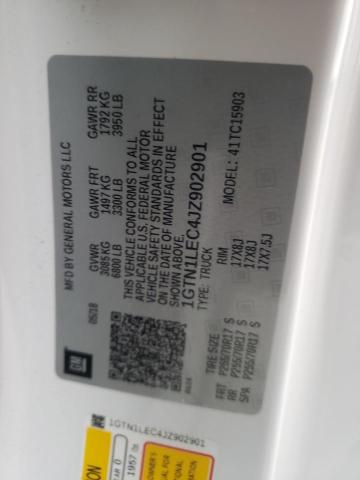 MFD BY GENERAL MOTORS LLC
05/18
GVWR GAWR FRT GAWR RR
3085 KG 1497 KG 1792 KG
6800 LB 3300 LB 3950 LB
THIS VEHICLE CONFORMS TO ALL
APPLICABLE U.S. FEDERAL MOTOR
VEHICLE SAFETY STANDARDS IN EFFECT
ON THE DATE OF MANUFACTURE
SHOWN ABOVE.
1GTN1LEC4JZ902901
TYPE: TRUCK MODEL: 41TC15903
GM
TIRE SIZE RIM
FRT P255/70R17 S 17X8J
RR P255/70R17 S 17X8J
SPA P255/70R17 S 17X7.5J
1GTN1LEC4JZ902901
1957 lb
OWNER'S